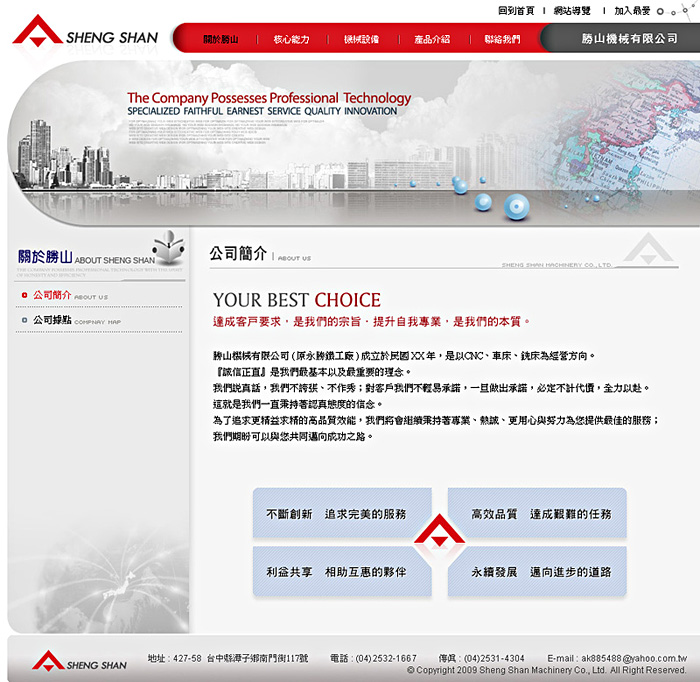 回到首頁 | 網站導覽 | 加入最愛
SHENG SHAN
關於勝山 | 核心能力 | 機械設備 | 產品介紹 | 聯絡我們
勝山機械有限公司
The Company Possesses Professional Technology
SPECIALIZED FAITHFUL EARNEST SERVICE QUALITY INNOVATION
VIETNAM
PHILIPPIN
關於勝山 ABOUT SHENG SHAN
公司簡介 ABOUT US
公司據點 COMPNAY MAP
公司簡介 | ABOUT US
SHENG SHAN MACHINERY CO., LTD.
YOUR BEST CHOICE
達成客戶要求，是我們的宗旨．提升自我專業，是我們的本質。
勝山機械有限公司(原永勝鐵工廠)成立於民國XX年，是以CNC、車床、銑床為經營方向。
『誠信正直』是我們最基本以及最重要的理念。
我們說真話，我們不誇張、不作秀；對客戶我們不輕易承諾，一旦做出承諾，必定不計代價，全力以赴。
這就是我們一直秉持著認真態度的信念。
為了追求更精益求精的高品質效能，我們將會繼續秉持著專業、熱誠、更用心與努力為您提供最佳的服務；
我們期盼可以與您共同邁向成功之路。
不斷創新 追求完美的服務
高效品質 達成艱難的任務
利益共享 相助互惠的夥伴
永續發展 邁向進步的道路
SHENG SHAN
地址：427-58 台中縣潭子鄉南門街117號 電話：(04)2532-1667 傳真：(04)2531-4304 E-mail：ak885488@yahoo.com.tw
© Copyright 2009 Sheng Shan Machinery Co., Ltd. All Right Reserved.